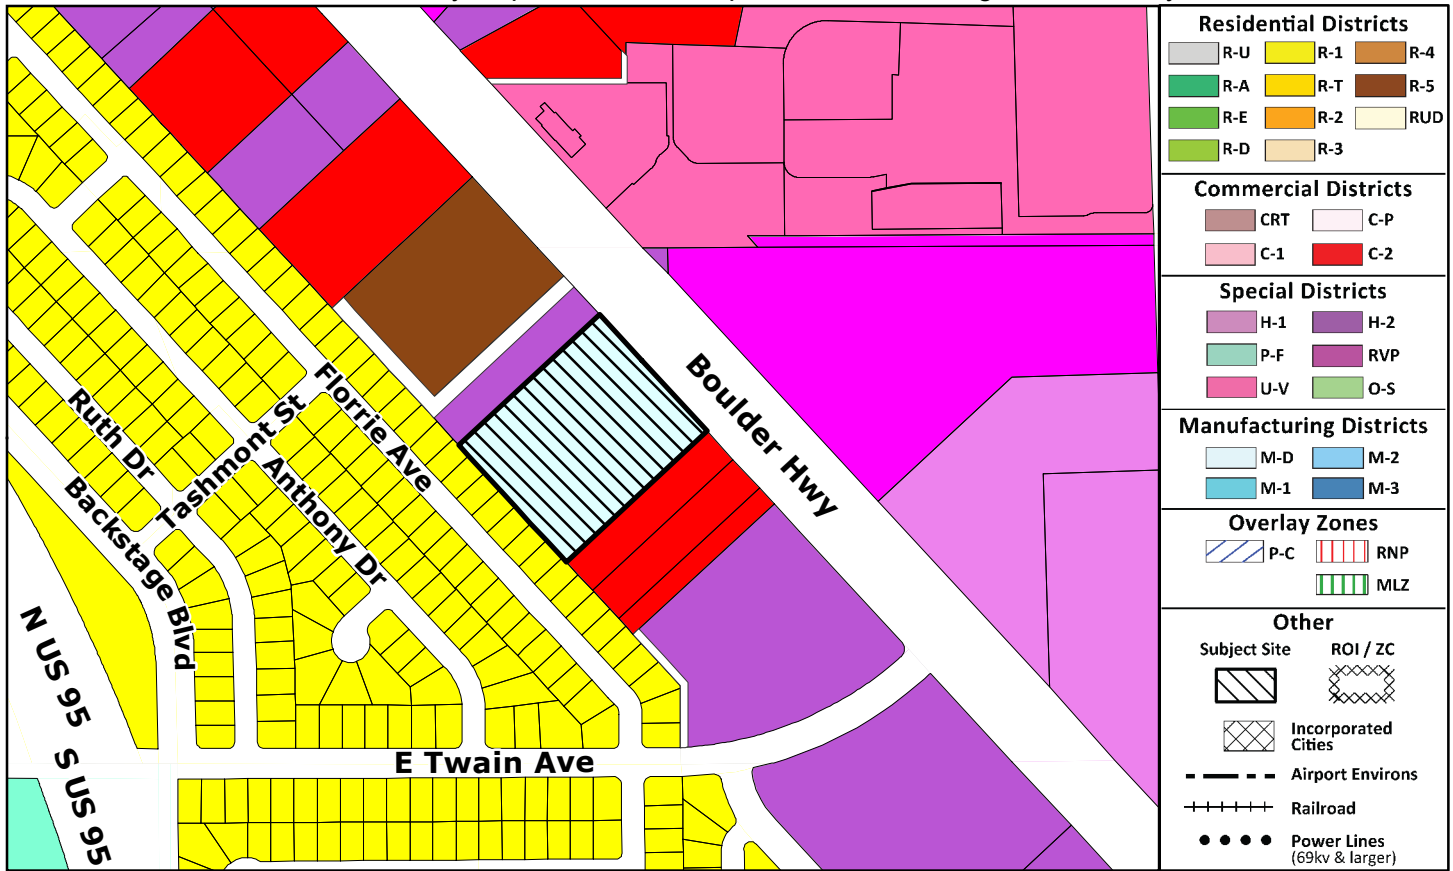 Florrie Ave
Boulder Hwy
Ruth Dr
Tashmont St
Anthony Dr
Backstage Blvd
N US 95
S US 95
E Twain Ave
Residential Districts
R-U R-1 R-4
R-A R-T R-5
R-E R-2 RUD
R-D R-3
Commercial Districts
CRT C-P
C-1 C-2
Special Districts
H-1 H-2
P-F RVP
U-V O-S
Manufacturing Districts
M-D M-2
M-1 M-3
Overlay Zones
P-C RNP
MLZ
Other
Subject Site ROI / ZC
Incorporated
Cities
Airport Environs
Railroad
Power Lines
(69kv & larger)